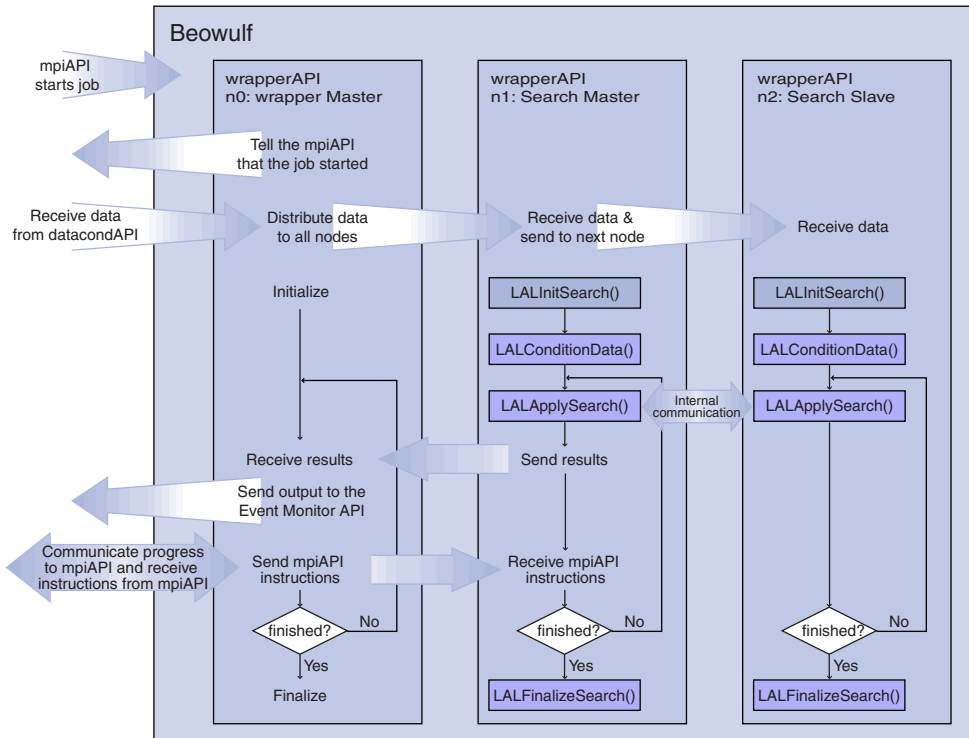 Beowulf
mpiAPI
starts job
wrapperAPI
n0: wrapper Master
wrapperAPI
n1: Search Master
wrapperAPI
n2: Search Slave
Tell the mpiAPI
that the job started
Receive data
from datacondAPI
Distribute data
to all nodes
Receive data &
send to next node
Receive data
Initialize
LALInitSearch()
LALInitSearch()
LALConditionData()
LALConditionData()
LALApplySearch()
Internal
communication
LALApplySearch()
Receive results
Send results
Send output to the
Event Monitor API
Communicate progress
to mpiAPI and receive
instructions from mpiAPI
Send mpiAPI
instructions
Receive mpiAPI
instructions
finished?
No
finished?
No
finished?
No
Yes
Yes
Yes
Finalize
LALFinalizeSearch()
LALFinalizeSearch()